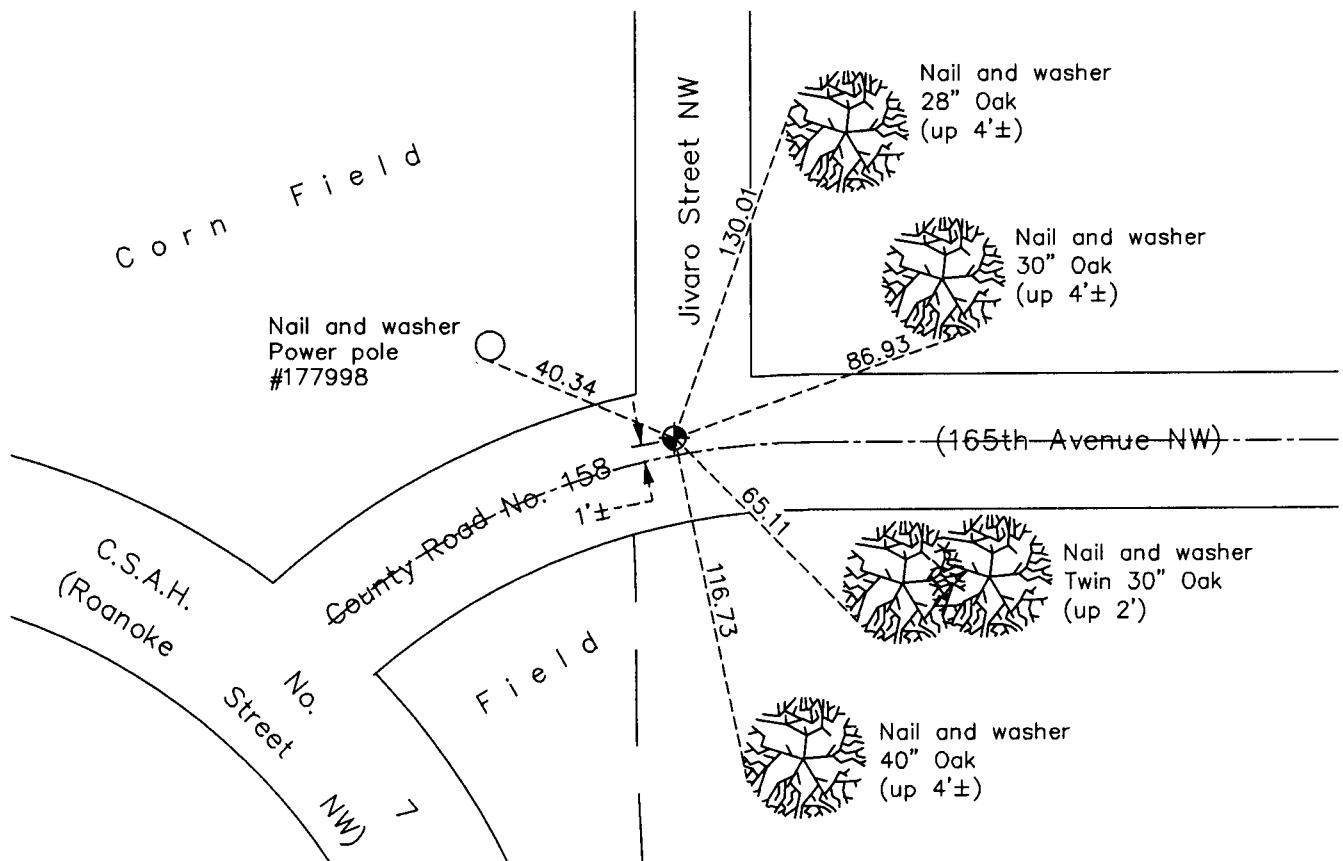 Nail and washer
28" Oak
(up 4'±)
Jivaro Street NW
Corn Field
130.01
Nail and washer
30" Oak
(up 4'±)
Nail and washer
Power pole
#177998
40.34
86.93
(165th Avenue NW)
County Road No. 158
1'±
65.11
C.S.A.H.
No.
7
(Roanoke
Street
NW)
Field
116.73
Nail and washer
Twin 30" Oak
(up 2')
Nail and washer
40" Oak
(up 4'±)